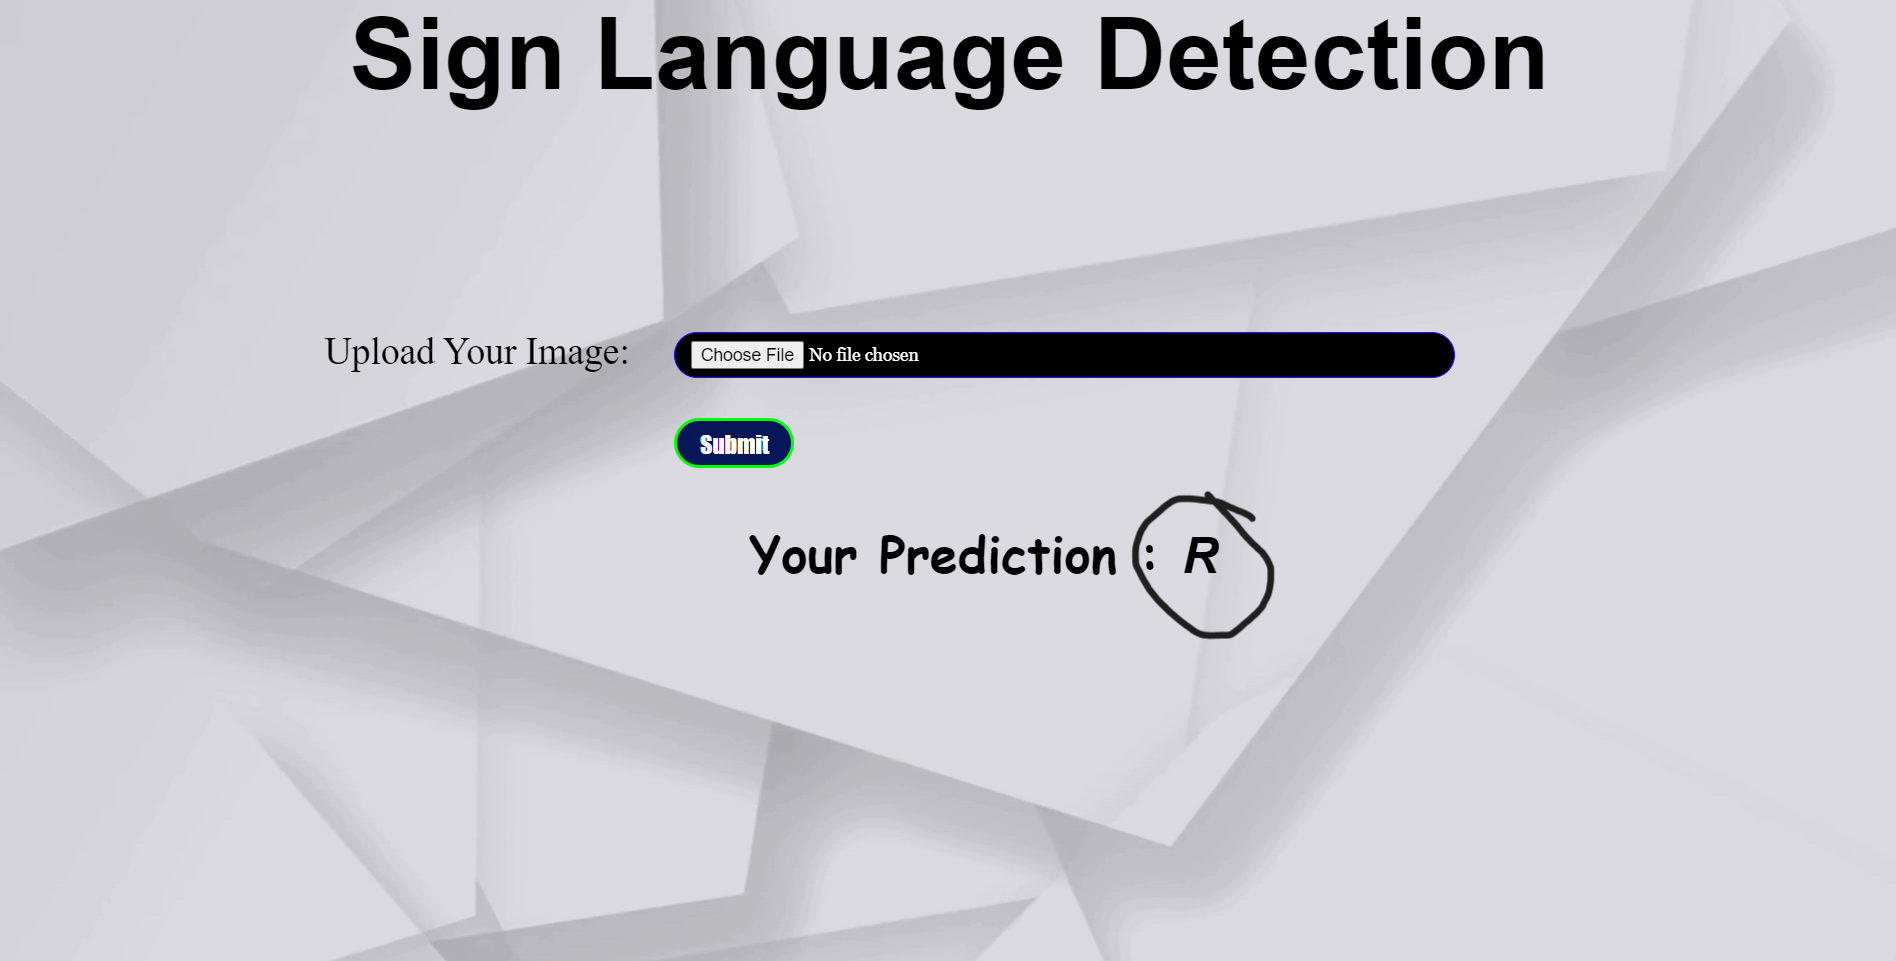 Sign Language Detection
Upload Your Image: Choose File No file chosen
Submit
Your Prediction : R